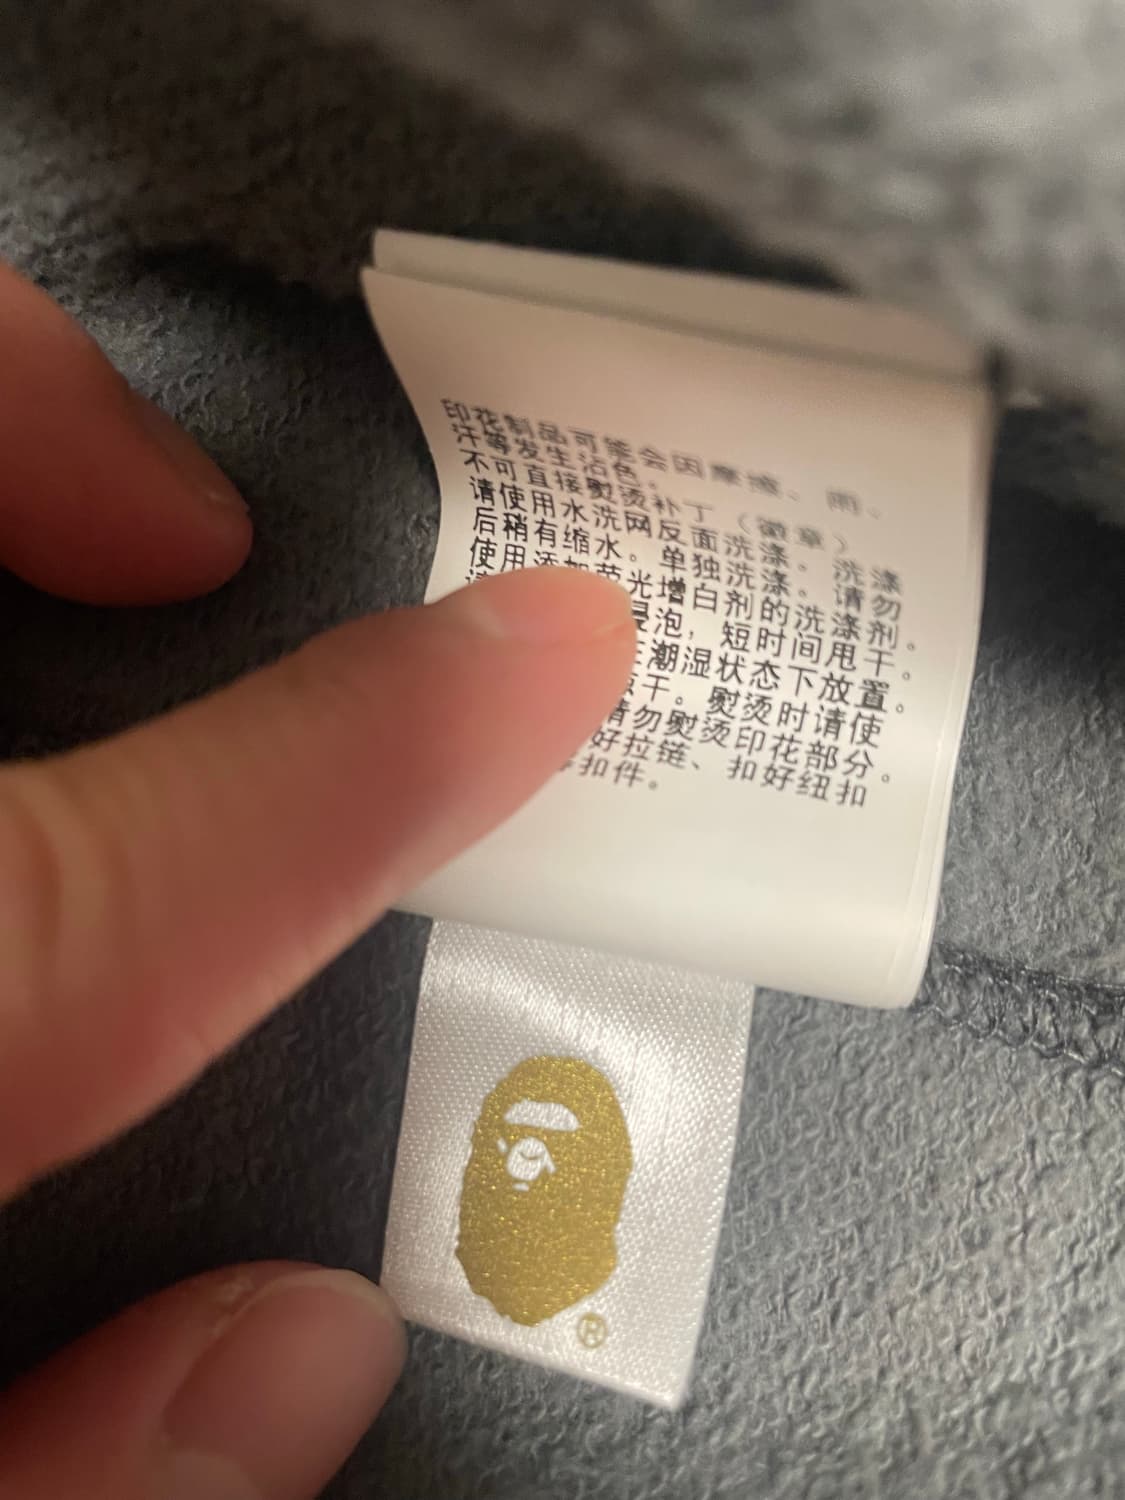 印花制品可能会因摩擦、雨、
汗等发生沾色。
不可直接熨烫补丁(徽章)
请使用水洗网反面洗涤。洗涤
后稍有缩水。单独洗涤。请勿
使用添加荧光增白剂的洗涤剂。
浸泡,短时间甩干。
潮湿状态下放置。
干。熨烫时请使
请勿熨烫印花部分。
好拉链、扣好纽扣
等扣件。
®